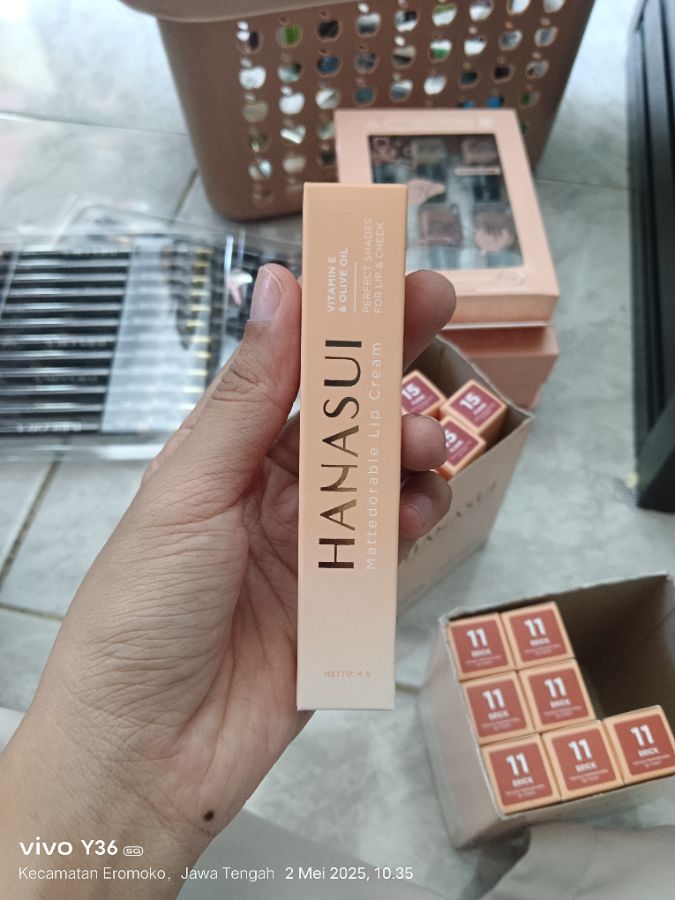 VITAMIN E
& OLIVE OIL
PERFECT SHADES
FOR LIP & CHEEK
HANASUI
Mattedorable Lip Cream
NETTO: 4 g
15
15
HANASUI
11
BRICK
11
BRICK
11
BRICK
11
BRICK
11
BRICK
11
BRICK
11
BRICK
vivo Y36 5G
Kecamatan Eromoko, Jawa Tengah 2 Mei 2025, 10.35